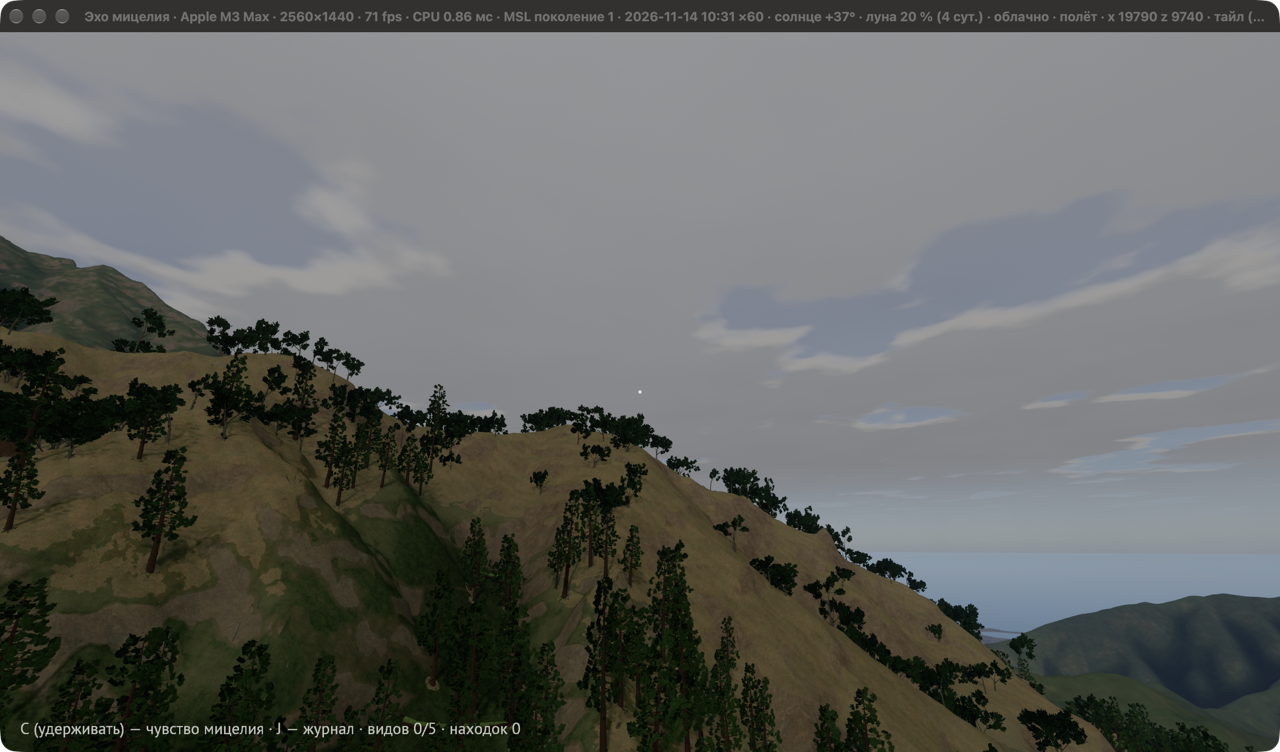 Эхо мицелия · Apple M3 Max · 2560×1440 · 71 fps · CPU 0.86 мс · MSL поколение 1 · 2026-11-14 10:31 ×60 · солнце +37° · луна 20 % (4 сут.) · облачно · полёт · x 19790 z 9740 · тайл (...
C (удерживать) — чувство мицелия · J — журнал · видов 0/5 · находок 0